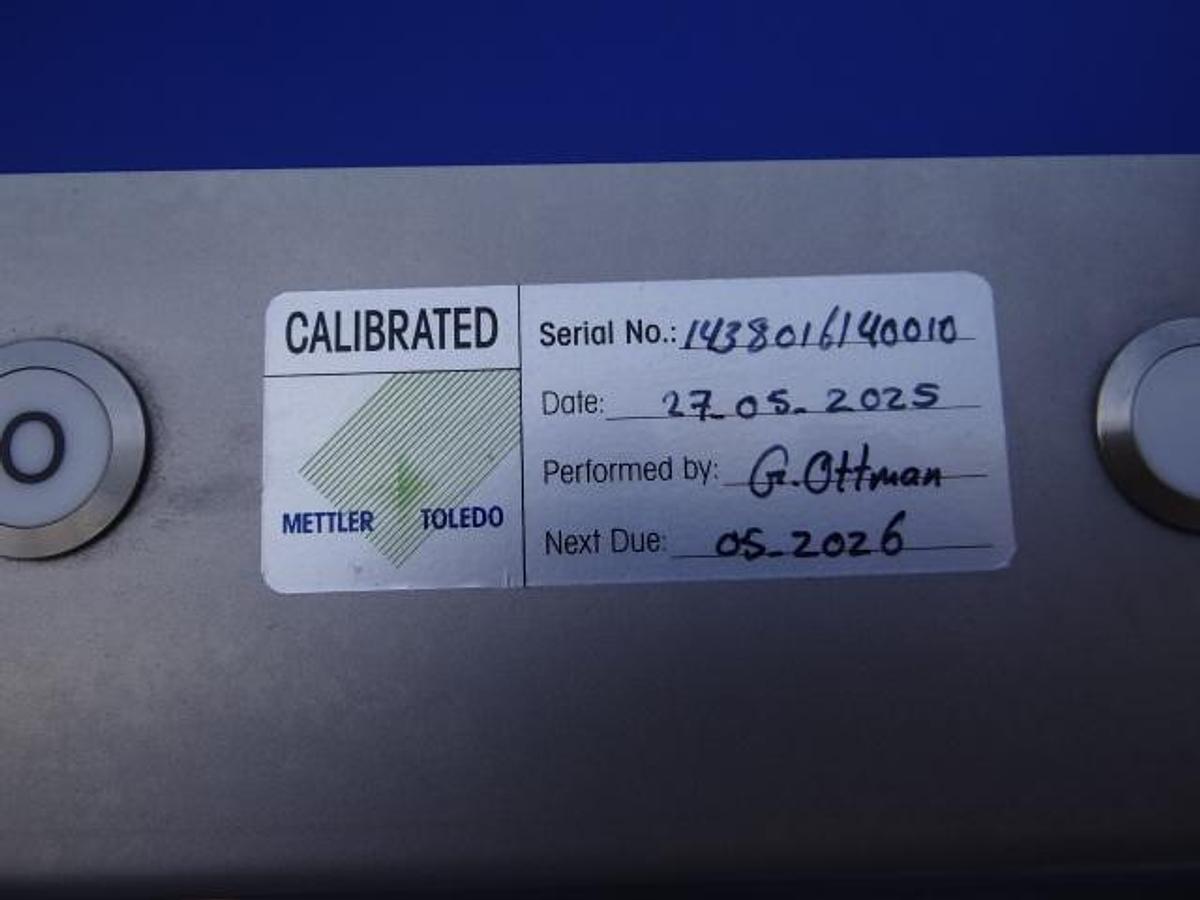 CALIBRATED
METTLER TOLEDO
Serial No.: 1438016140010
Date: 27.05.2025
Performed by: G.Ottman
Next Due: 05.2026
O